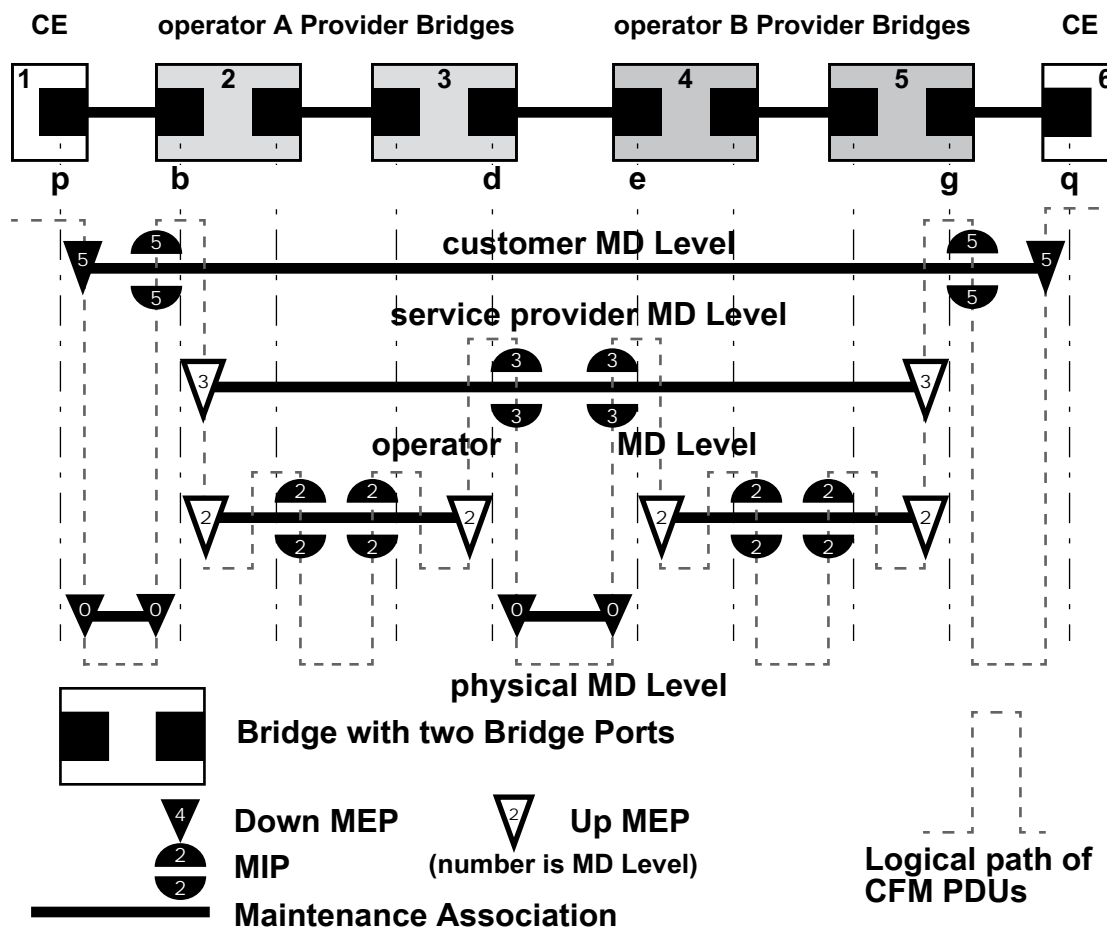 CE operator A Provider Bridges operator B Provider Bridges CE
1 2 3 4 5 6
p b d e g q
5 5 customer MD Level 5 5
5 5
service provider MD Level
3 3 3 3
3 3
operator MD Level
2 2 2 2 2 2 2 2
2 2 2 2
0 0 0 0
physical MD Level
Bridge with two Bridge Ports
4 Down MEP 2 Up MEP
2 MIP (number is MD Level)
2
Logical path of
CFM PDUs
Maintenance Association